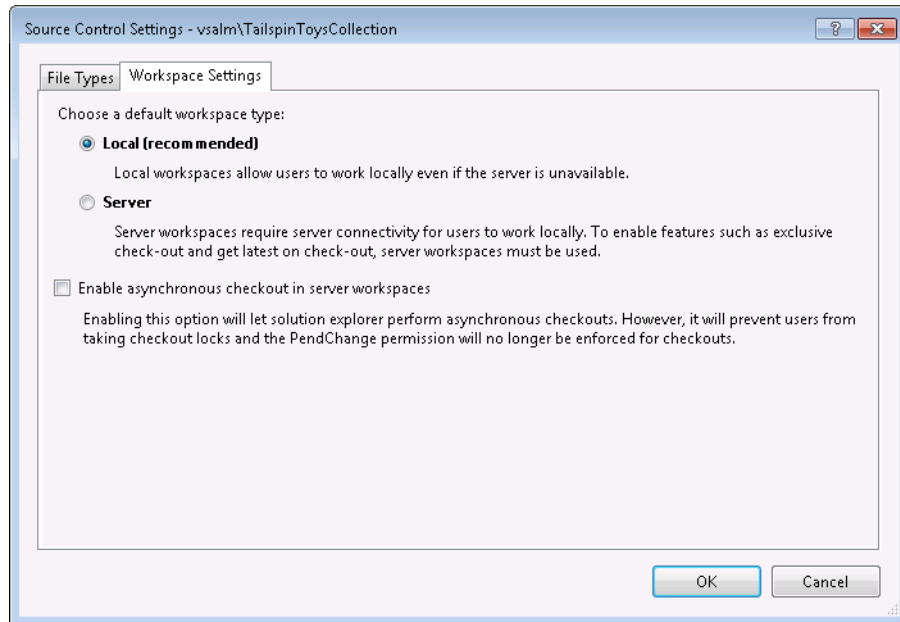 Source Control Settings - vsalm\TailspinToysCollection
File Types
Workspace Settings
Choose a default workspace type:
Local (recommended)
Local workspaces allow users to work locally even if the server is unavailable.
Server
Server workspaces require server connectivity for users to work locally. To enable features such as exclusive
check-out and get latest on check-out, server workspaces must be used.
Enable asynchronous checkout in server workspaces
Enabling this option will let solution explorer perform asynchronous checkouts. However, it will prevent users from
taking checkout locks and the PendChange permission will no longer be enforced for checkouts.
OK
Cancel